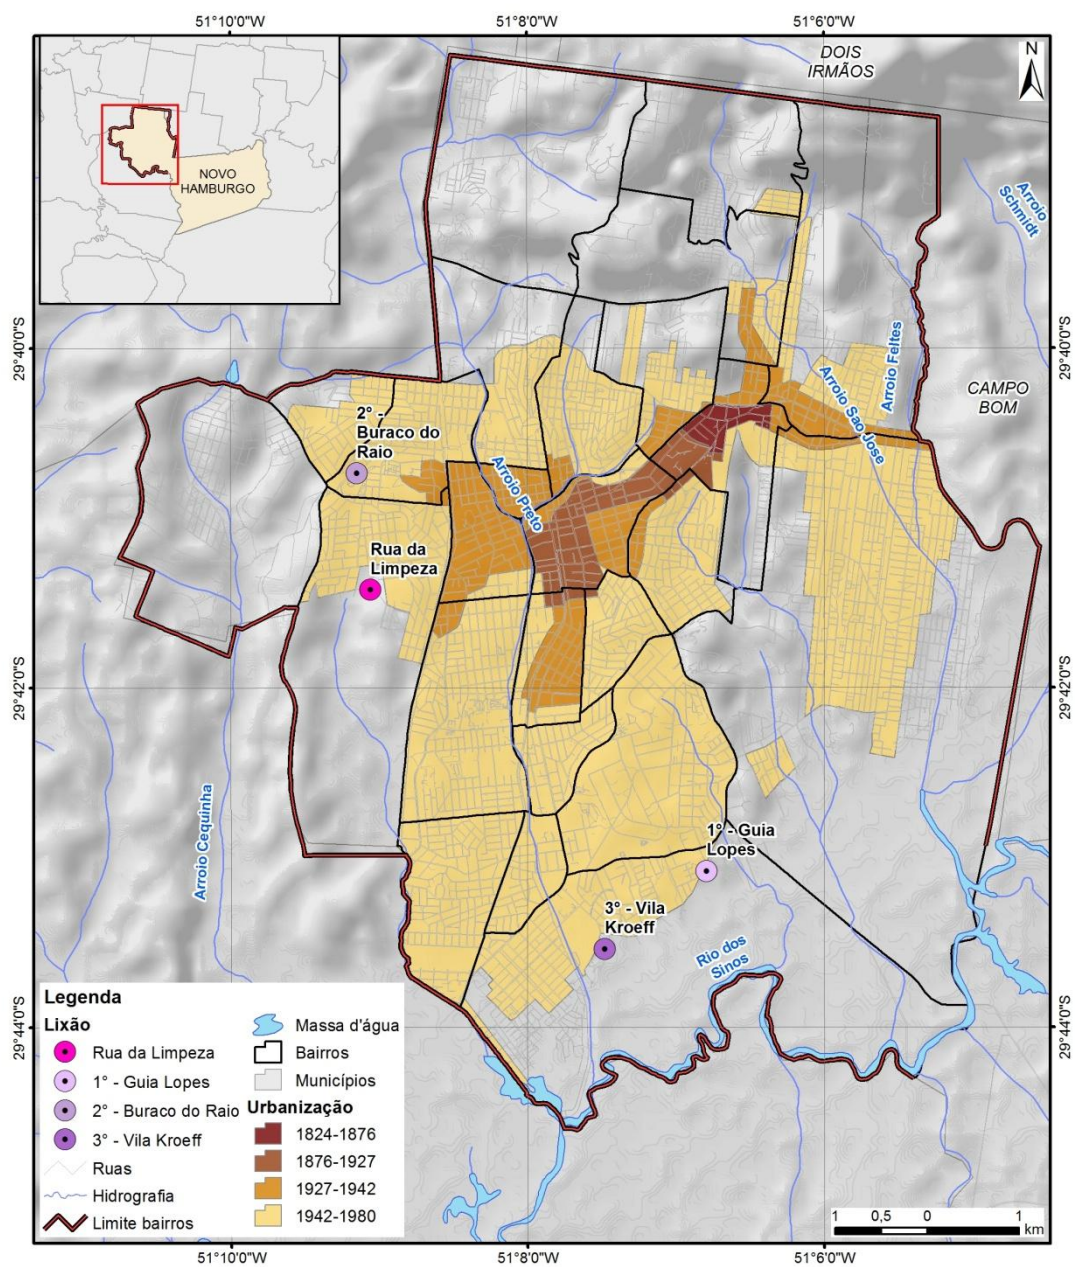 51°10'0"W
51°8'0"W
51°6'0"W
DOIS
IRMÃOS
N
NOVO
HAMBURGO
Arroio
Schmidt
29°40'0"S
29°40'0"S
Arroio Feltes
CAMPO
BOM
Arroio Sao Jose
2° -
Buraco do
Raio
Arroio Preto
Rua da
Limpeza
29°42'0"S
29°42'0"S
Arroio Cequinha
1° - Guia
Lopes
3° - Vila
Kroeff
Rio dos
Sinos
29°44'0"S
29°44'0"S
Legenda
Lixão
Rua da Limpeza
1° - Guia Lopes
2° - Buraco do Raio
3° - Vila Kroeff
Ruas
Hidrografia
Limite bairros
Massa d'água
Bairros
Municípios
Urbanização
1824-1876
1876-1927
1927-1942
1942-1980
1 0,5 0 1
km
51°10'0"W
51°8'0"W
51°6'0"W